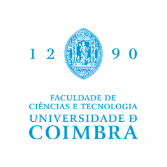 12 90
FACULDADE DE
CIÊNCIAS E TECNOLOGIA
UNIVERSIDADE D
COIMBRA